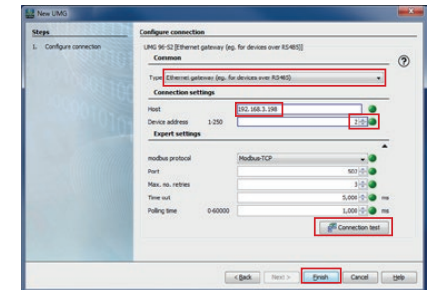 New UMG
Steps
1. Configure connection
Configure connection
UMG 96-S2 [Ethernet gateway (eg. for devices over RS485)]
Common
Type Ethernet gateway (eg. for devices over RS485)
Connection settings
Host 192.168.3.198
Device address 1-250 2
Expert settings
modbus protocol Modbus-TCP
Port 502
Max. no. retries 3
Time out 5,000 ms
Polling time 0-60000 1,000 ms
Connection test
< Back Next > Finish Cancel Help